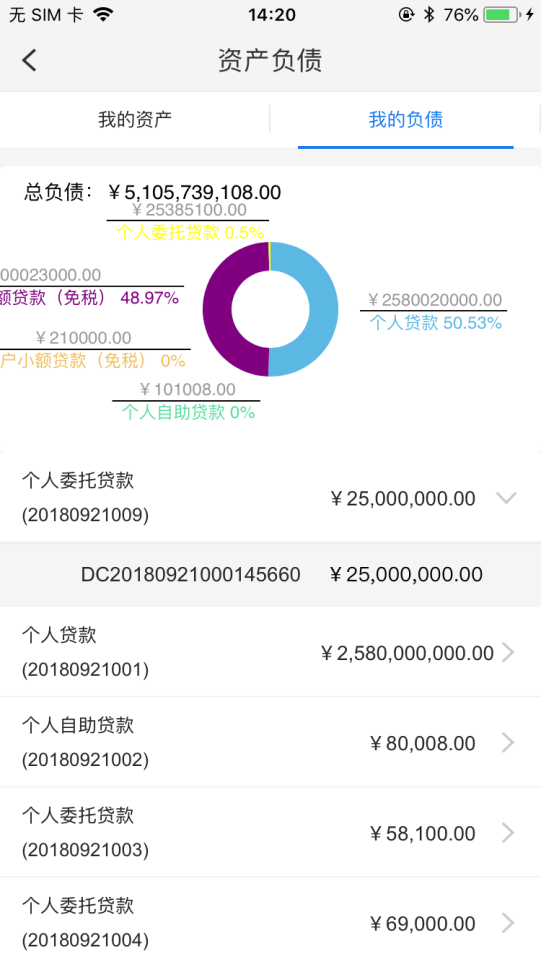 无 SIM 卡 14:20 76%
资产负债
我的资产 我的负债
总负债：￥5,105,739,108.00
￥25385100.00
个人委托贷款 0.5%
00023000.00
额贷款（免税） 48.97%
￥2580020000.00
个人贷款 50.53%
￥210000.00
户小额贷款（免税） 0%
￥101008.00
个人自助贷款 0%
个人委托贷款
(20180921009)
￥25,000,000.00
DC20180921000145660 ￥25,000,000.00
个人贷款
(20180921001)
￥2,580,000,000.00
个人自助贷款
(20180921002)
￥80,008.00
个人委托贷款
(20180921003)
￥58,100.00
个人委托贷款
(20180921004)
￥69,000.00